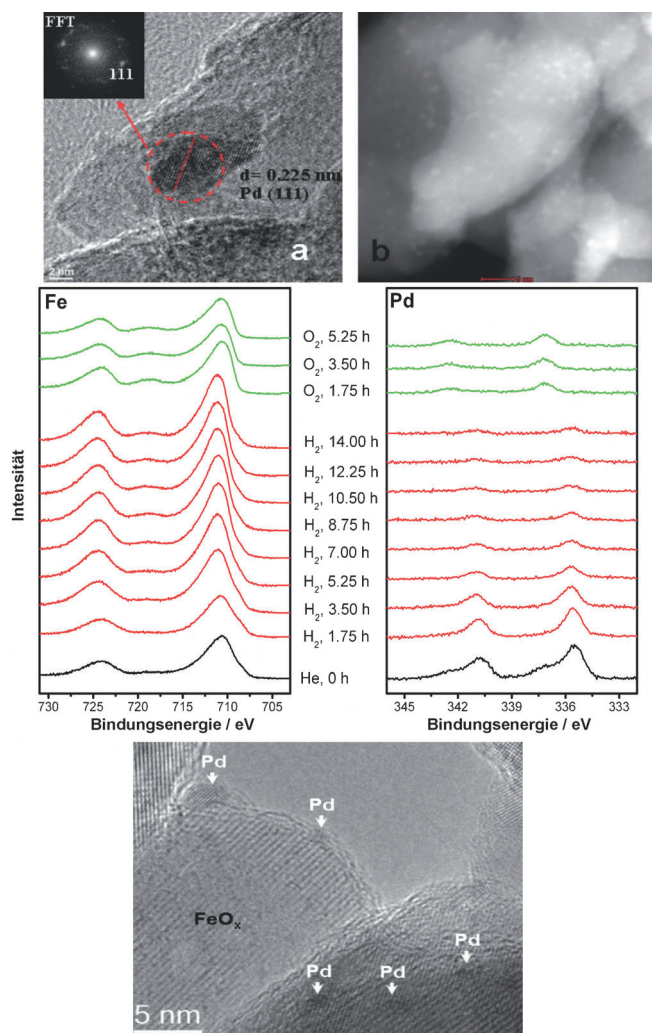 FFT
111
d= 0.225 nm
Pd (111)
2 nm
a
b
Fe
Pd
O₂, 5.25 h
O₂, 3.50 h
O₂, 1.75 h
H₂, 14.00 h
H₂, 12.25 h
H₂, 10.50 h
H₂, 8.75 h
H₂, 7.00 h
H₂, 5.25 h
H₂, 3.50 h
H₂, 1.75 h
He, 0 h
Intensität
730 725 720 715 710 705
Bindungsenergie / eV
345 342 339 336 333
Bindungsenergie / eV
Pd
Pd
FeOₓ
Pd
Pd
Pd
5 nm